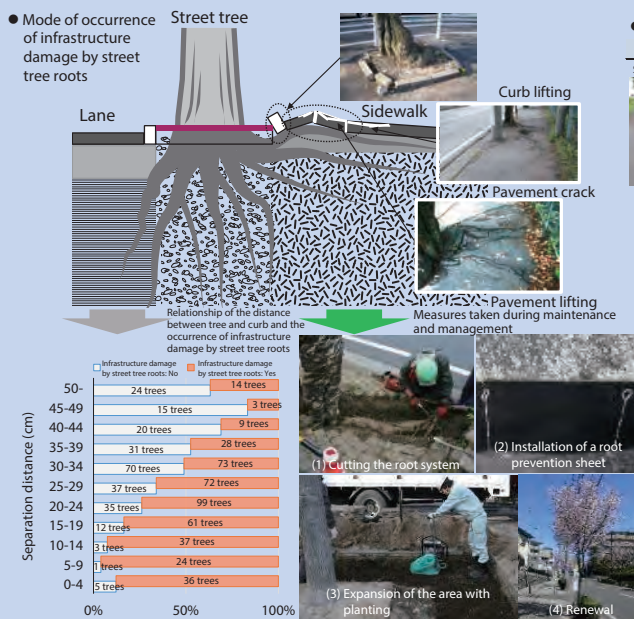 ● Mode of occurrence
of infrastructure
damage by street
tree roots
Street tree
Lane
Sidewalk
Curb lifting
Pavement crack
Pavement lifting
Relationship of the distance
between tree and curb and the
occurrence of infrastructure
damage by street tree roots
Measures taken during maintenance
and management
Infrastructure damage
by street tree roots: No
Infrastructure damage
by street tree roots: Yes
Separation distance (cm)
50- 24 trees 14 trees
45-49 15 trees 3 trees
40-44 20 trees 9 trees
35-39 31 trees 28 trees
30-34 70 trees 73 trees
25-29 37 trees 72 trees
20-24 35 trees 99 trees
15-19 12 trees 61 trees
10-14 3 trees 37 trees
5-9 1 trees 24 trees
0-4 5 trees 36 trees
0% 50% 100%
(1) Cutting the root system
(2) Installation of a root
prevention sheet
(3) Expansion of the area with
planting
(4) Renewal